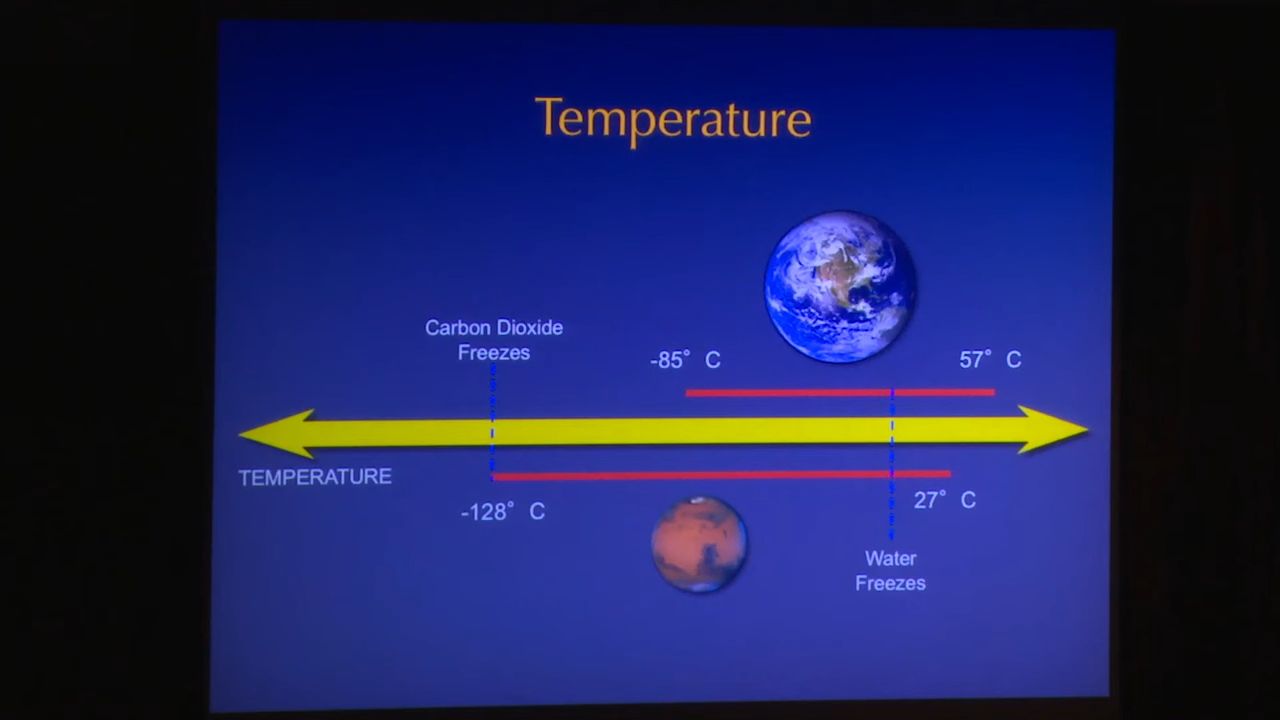 Temperature
Carbon Dioxide
Freezes
-85° C
57° C
TEMPERATURE
-128° C
27° C
Water
Freezes